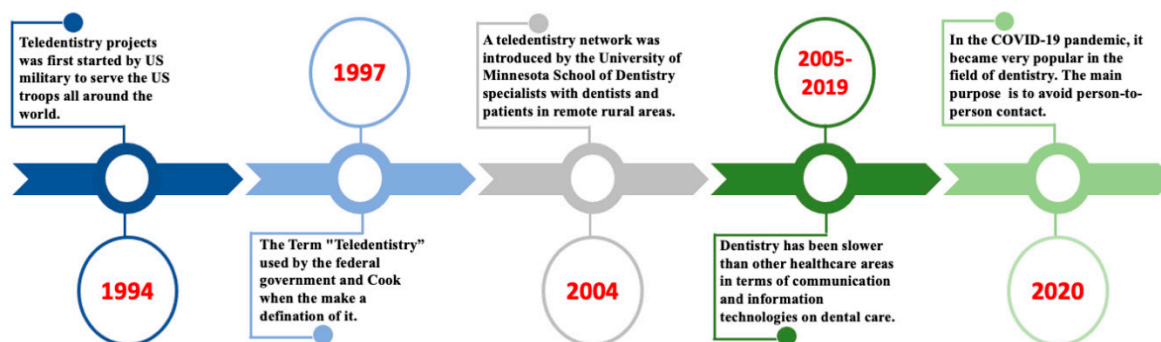 Teledentistry projects
was first started by US
military to serve the US
troops all around the
world.
1994
1997
The Term "Teledentistry”
used by the federal
government and Cook
when the make a
defination of it.
A teledentistry network was
introduced by the University of
Minnesota School of Dentistry
specialists with dentists and
patients in remote rural areas.
2004
2005-
2019
Dentistry has been slower
than other healthcare areas
in terms of communication
and information
technologies on dental care.
In the COVID-19 pandemic, it
became very popular in the
field of dentistry. The main
purpose is to avoid person-to-
person contact.
2020